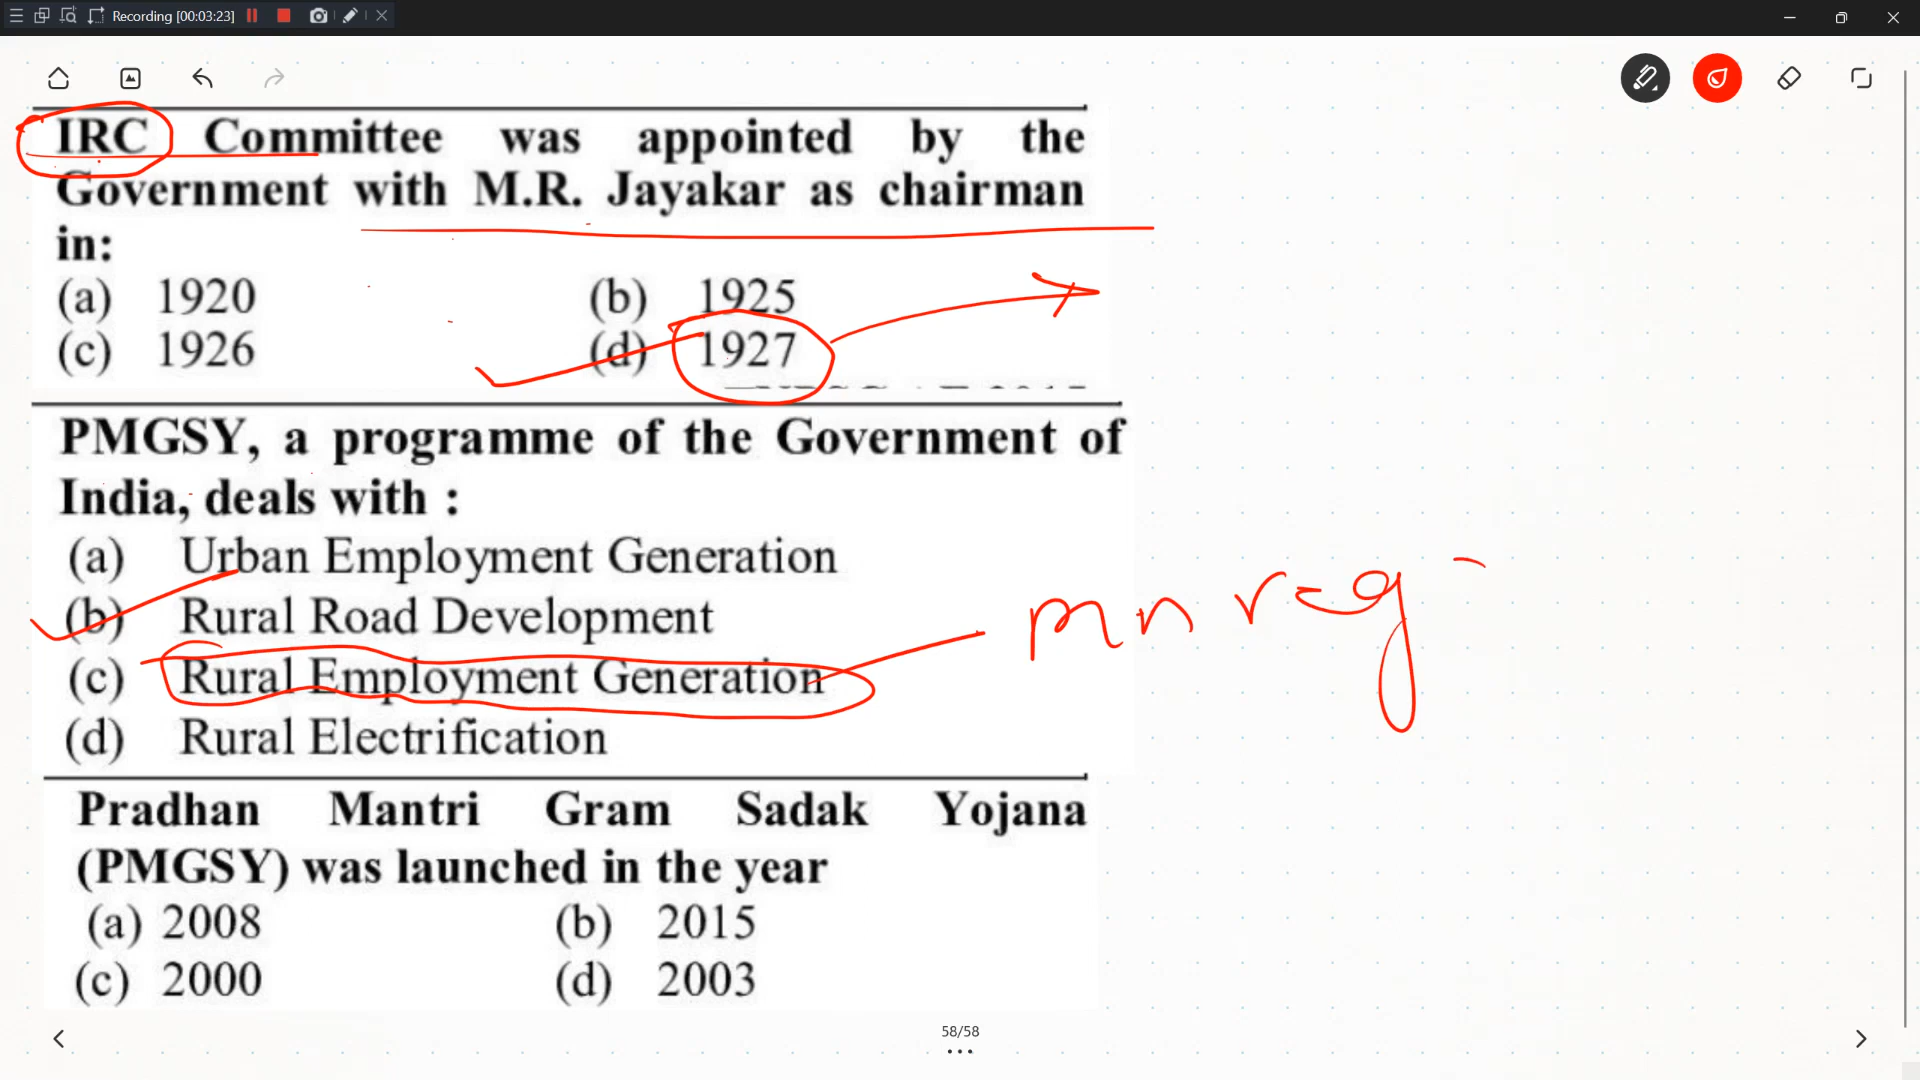 Recording [00:03:23]
IRC Committee was appointed by the
Government with M.R. Jayakar as chairman
in:
(a) 1920 (b) 1925
(c) 1926 (d) 1927
PMGSY, a programme of the Government of
India, deals with :
(a) Urban Employment Generation
(b) Rural Road Development
(c) Rural Employment Generation
(d) Rural Electrification
mnreg
Pradhan Mantri Gram Sadak Yojana
(PMGSY) was launched in the year
(a) 2008 (b) 2015
(c) 2000 (d) 2003
58/58